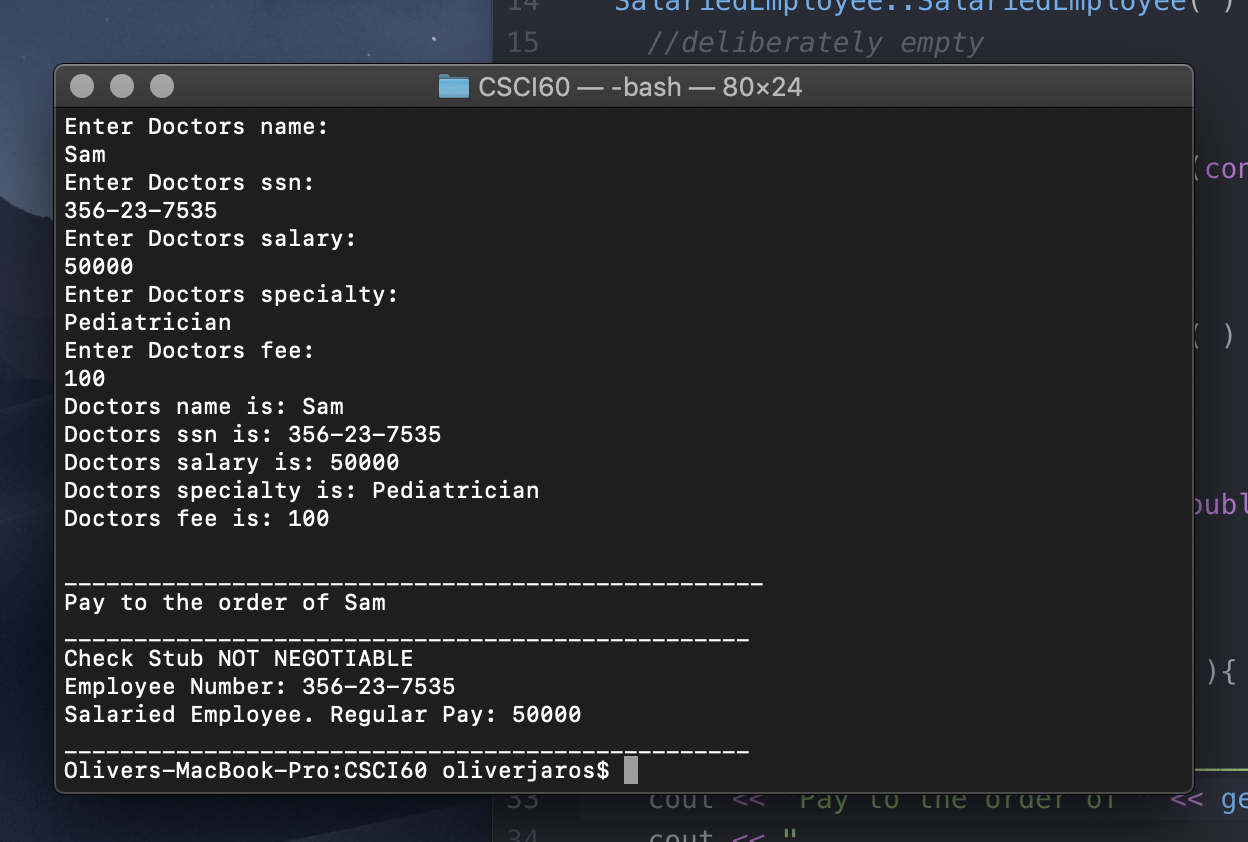 14 SalariedEmployee::SalariedEmployee( )
15 //deliberately empty
CSCI60 — -bash — 80×24
Enter Doctors name:
Sam
Enter Doctors ssn:
356-23-7535
Enter Doctors salary:
50000
Enter Doctors specialty:
Pediatrician
Enter Doctors fee:
100
Doctors name is: Sam
Doctors ssn is: 356-23-7535
Doctors salary is: 50000
Doctors specialty is: Pediatrician
Doctors fee is: 100
__________________________________________________
Pay to the order of Sam
_________________________________________________
Check Stub NOT NEGOTIABLE
Employee Number: 356-23-7535
Salaried Employee. Regular Pay: 50000
_________________________________________________
Olivers-MacBook-Pro:CSCI60 oliverjaros$
(con
( )
publ
){
____
33 cout << "Pay to the order of " << ge
34 cout << "